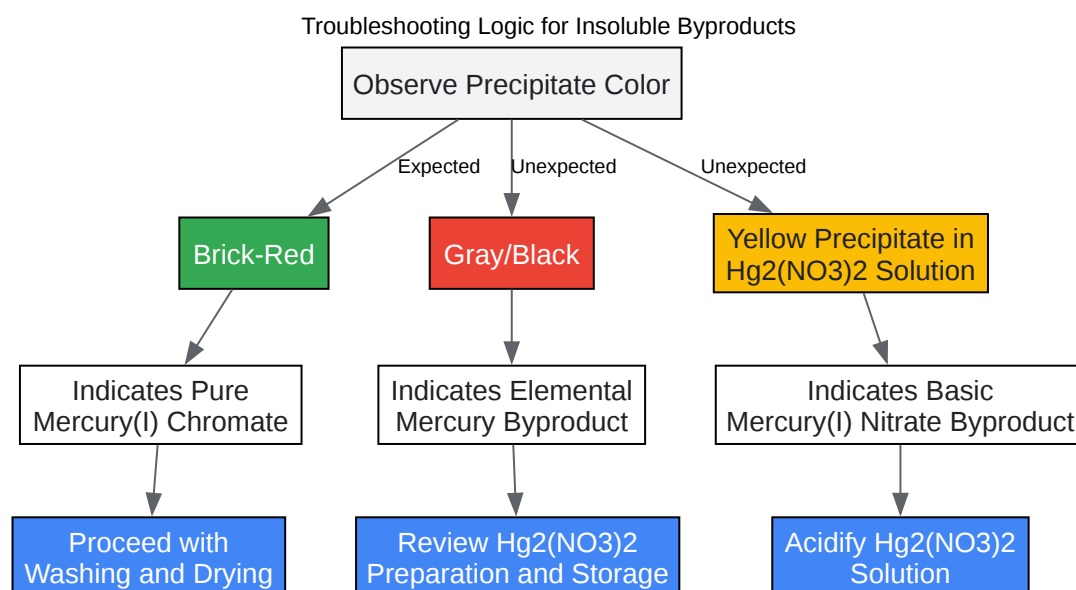 Troubleshooting Logic for Insoluble Byproducts
Observe Precipitate Color
Expected
Unexpected
Unexpected
Brick-Red
Gray/Black
Yellow Precipitate in
Hg2(NO3)2 Solution
Indicates Pure
Mercury(I) Chromate
Indicates Elemental
Mercury Byproduct
Indicates Basic
Mercury(I) Nitrate Byproduct
Proceed with
Washing and Drying
Review Hg2(NO3)2
Preparation and Storage
Acidify Hg2(NO3)2
Solution